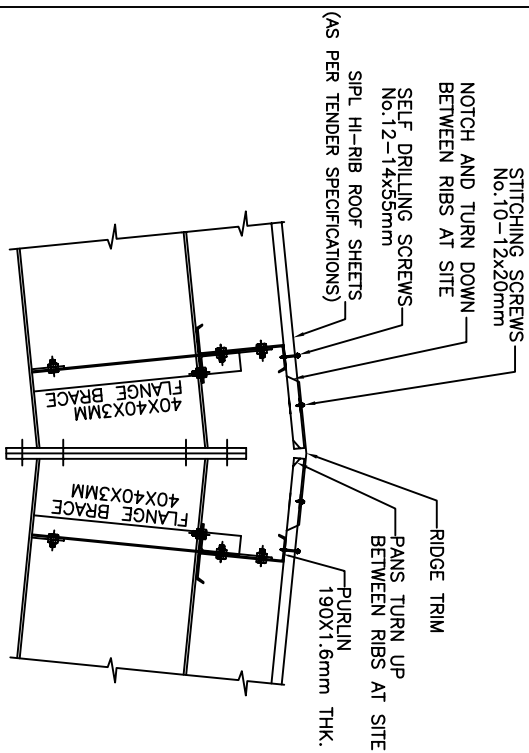 STITCHING SCREWS
No.10-12x20mm
NOTCH AND TURN DOWN
BETWEEN RIBS AT SITE
SELF DRILLING SCREWS
No.12-14x55mm
SIPL HI-RIB ROOF SHEETS
(AS PER TENDER SPECIFICATIONS)
RIDGE TRIM
PANS TURN UP
BETWEEN RIBS AT SITE
PURLIN
190X1.6mm THK.
40X40X3MM
FLANGE BRACE
40X40X3MM
FLANGE BRACE